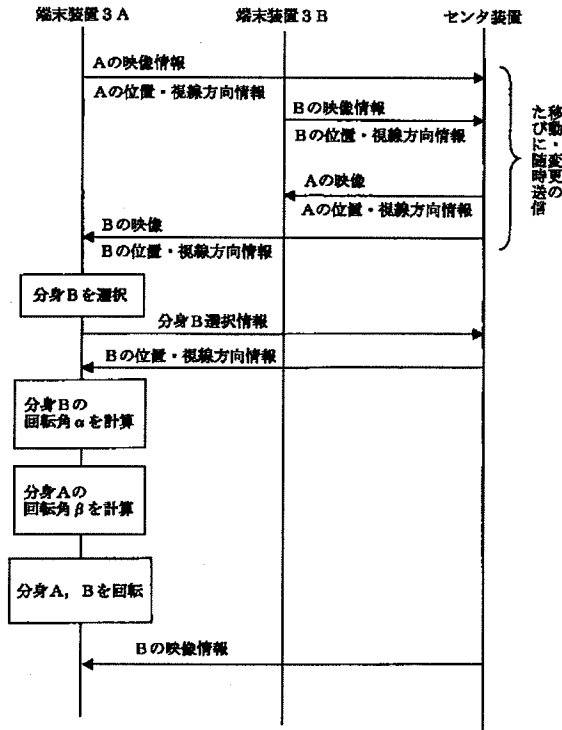 端末装置3A
端末装置3B
センタ装置
Aの映像情報
Aの位置・視線方向情報
Bの映像情報
Bの位置・視線方向情報
移動・変更の
たびに随時送信
Aの映像
Aの位置・視線方向情報
Bの映像
Bの位置・視線方向情報
分身Bを選択
分身B選択情報
Bの位置・視線方向情報
分身Bの
回転角αを計算
分身Aの
回転角βを計算
分身A，Bを回転
Bの映像情報